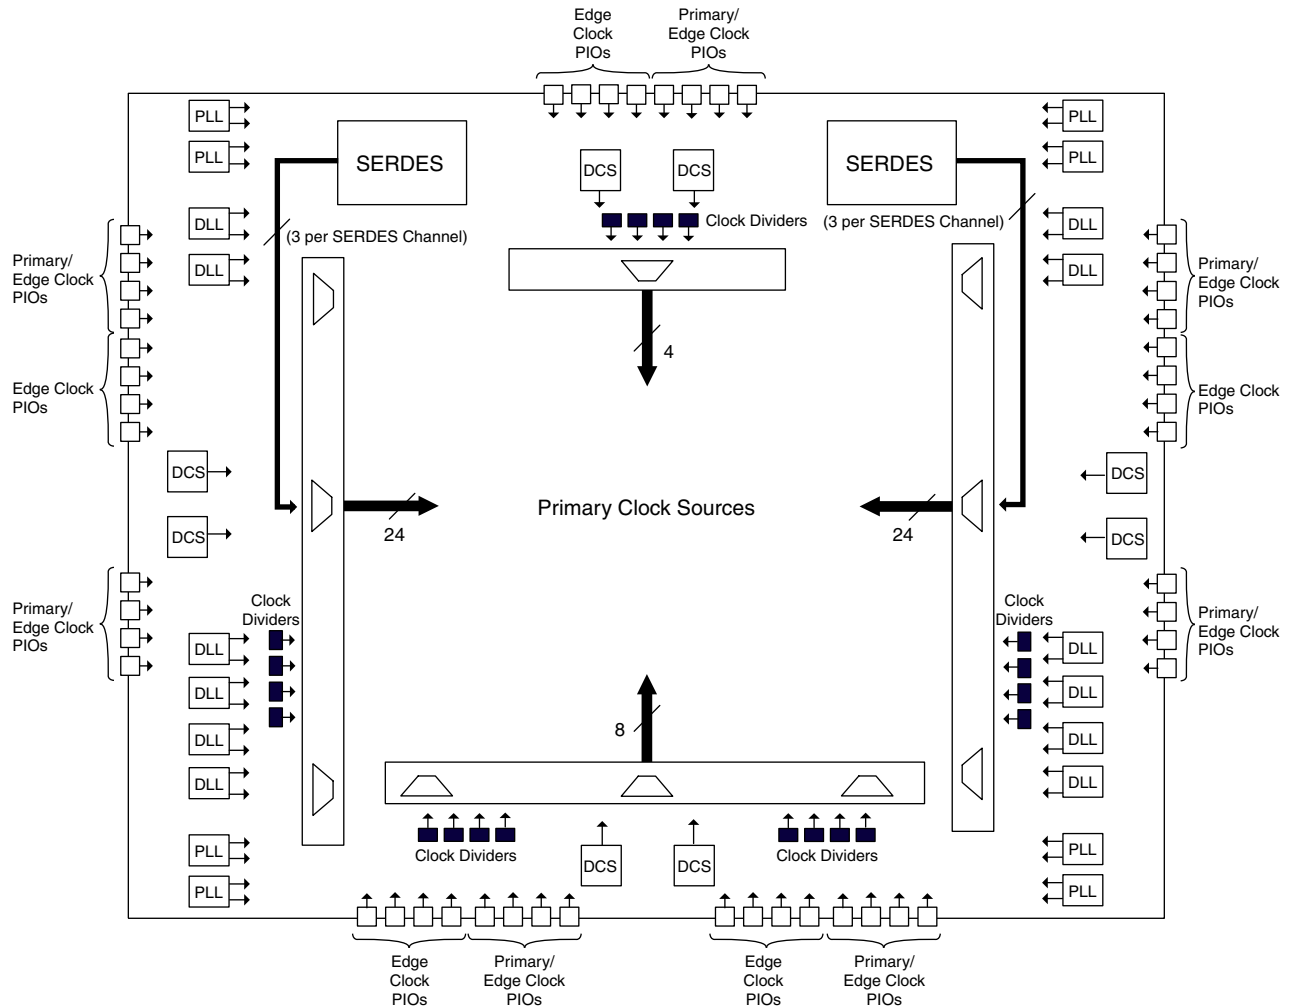 Edge
Clock
PIOs
Primary/
Edge Clock
PIOs
PLL
PLL
SERDES
DCS
DCS
SERDES
PLL
PLL
DLL
DLL
(3 per SERDES Channel)
Clock Dividers
(3 per SERDES Channel)
DLL
DLL
Primary/
Edge Clock
PIOs
Primary/
Edge Clock
PIOs
4
Edge Clock
PIOs
Edge Clock
PIOs
DCS
DCS
DCS
DCS
24
Primary Clock Sources
24
Primary/
Edge Clock
PIOs
Clock
Dividers
Clock
Dividers
Primary/
Edge Clock
PIOs
DLL
DLL
DLL
DLL
DLL
DLL
DLL
DLL
8
PLL
PLL
Clock Dividers
DCS
DCS
Clock Dividers
PLL
PLL
Edge
Clock
PIOs
Primary/
Edge Clock
PIOs
Edge
Clock
PIOs
Primary/
Edge Clock
PIOs